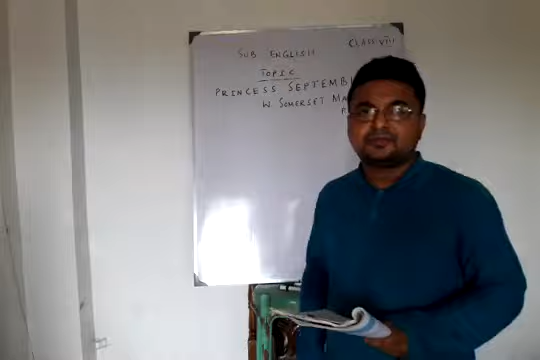 SUB ENGLISH CLASS VIII
TOPIC
PRINCESS SEPTEMB
W. SOMERSET MA
P